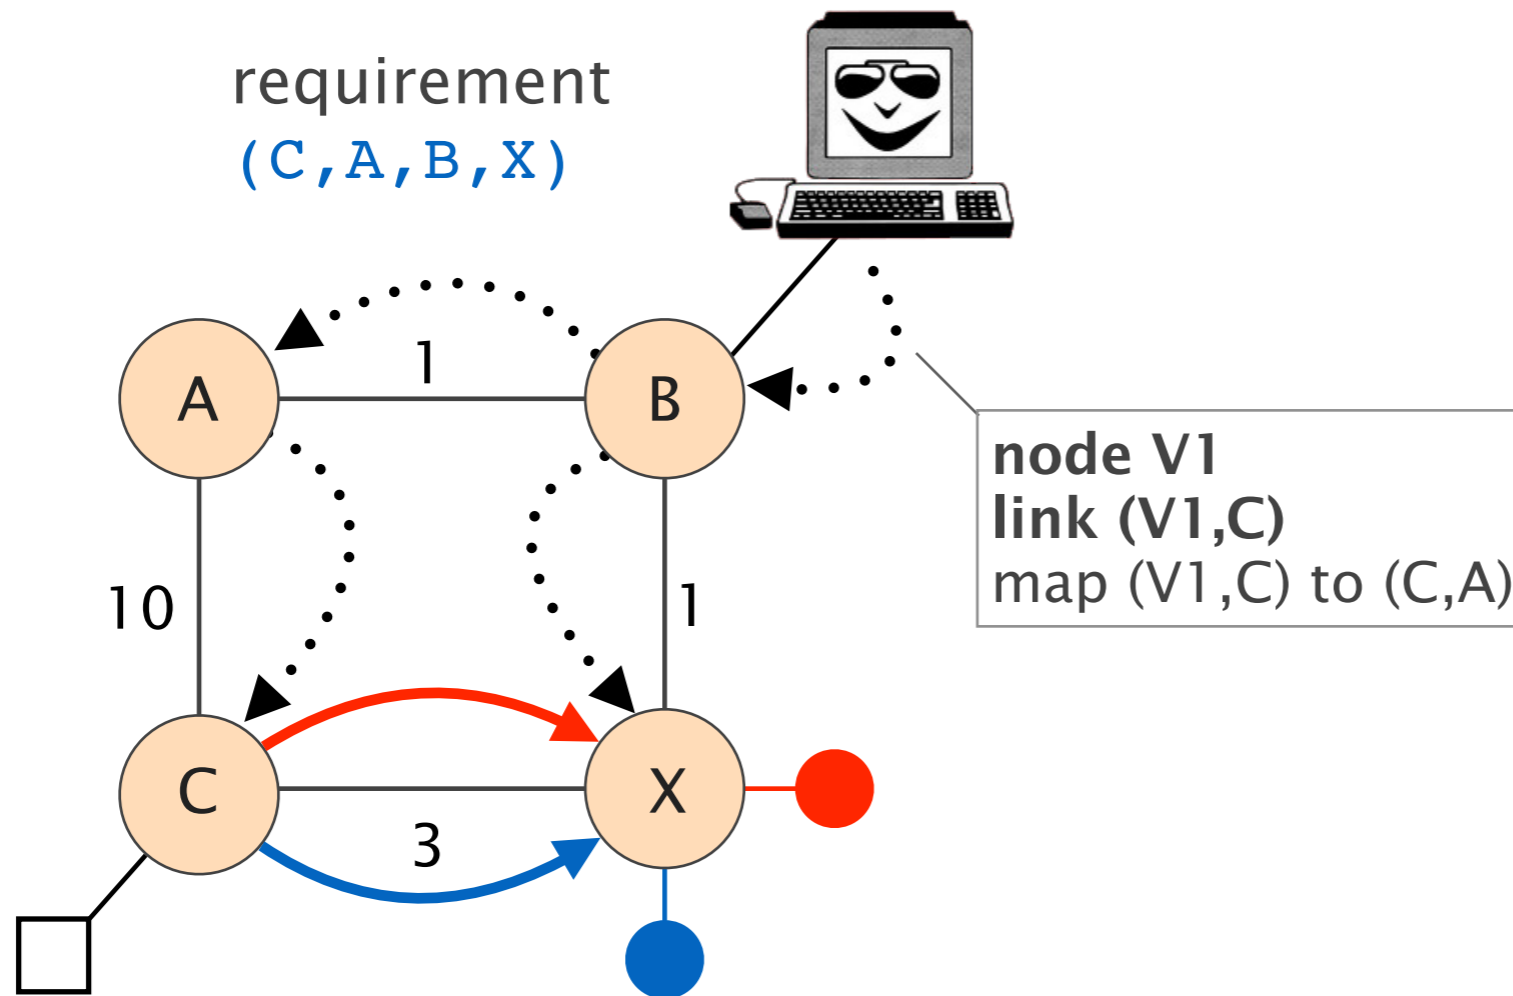 requirement
(C,A,B,X)
A
1
B
node V1
link (V1,C)
map (V1,C) to (C,A)
10
1
C
X
3